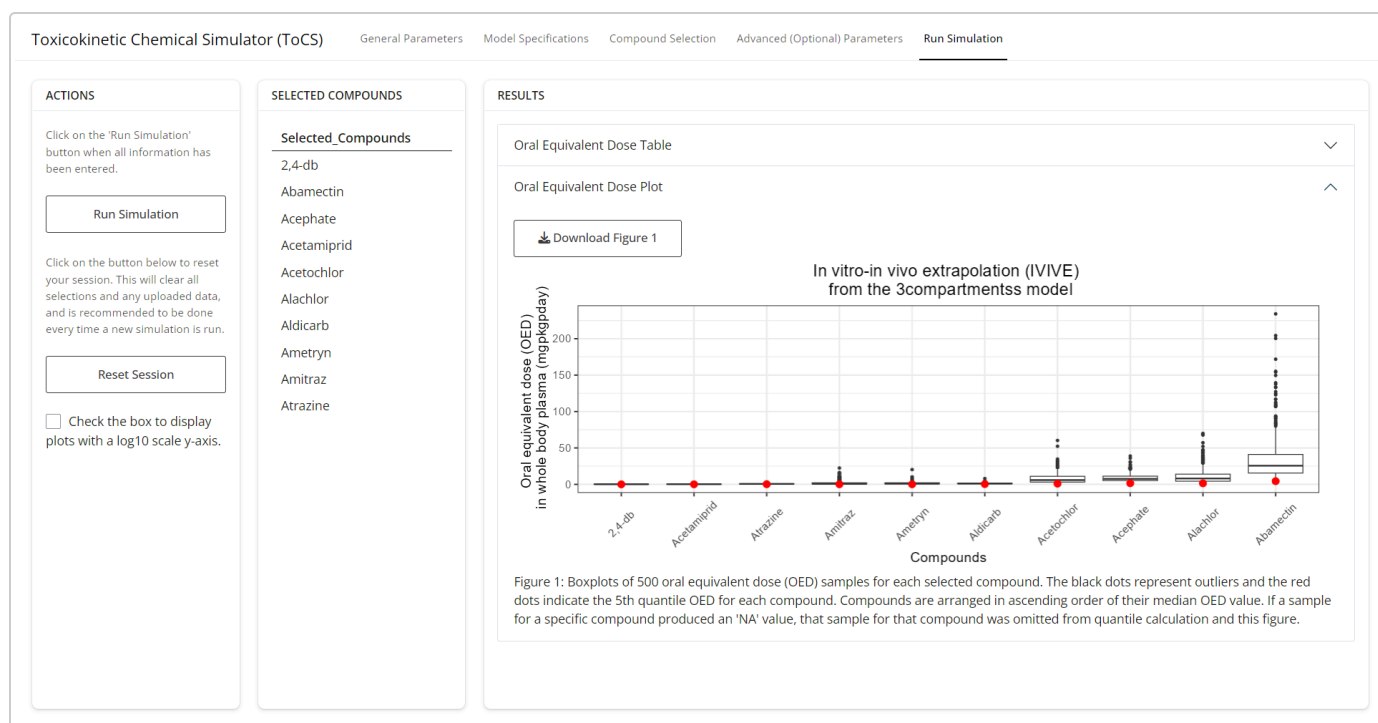 Toxicokinetic Chemical Simulator (ToCS)
General Parameters
Model Specifications
Compound Selection
Advanced (Optional) Parameters
Run Simulation
ACTIONS
Click on the 'Run Simulation'
button when all information has
been entered.
Run Simulation
Click on the button below to reset
your session. This will clear all
selections and any uploaded data,
and is recommended to be done
every time a new simulation is run.
Reset Session
Check the box to display
plots with a log10 scale y-axis.
SELECTED COMPOUNDS
Selected_Compounds
2,4-db
Abamectin
Acephate
Acetamiprid
Acetochlor
Alachlor
Aldicarb
Ametryn
Amitraz
Atrazine
RESULTS
Oral Equivalent Dose Table
Oral Equivalent Dose Plot
Download Figure 1
In vitro-in vivo extrapolation (IVIVE)
from the 3compartmentss model
Oral equivalent dose (OED)
in whole body plasma (mgpkgpday)
200
150
100
50
0
2,4-db
Acetamiprid
Atrazine
Amitraz
Ametryn
Aldicarb
Acetochlor
Acephate
Alachlor
Abamectin
Compounds
Figure 1: Boxplots of 500 oral equivalent dose (OED) samples for each selected compound. The black dots represent outliers and the red
dots indicate the 5th quantile OED for each compound. Compounds are arranged in ascending order of their median OED value. If a sample
for a specific compound produced an 'NA' value, that sample for that compound was omitted from quantile calculation and this figure.